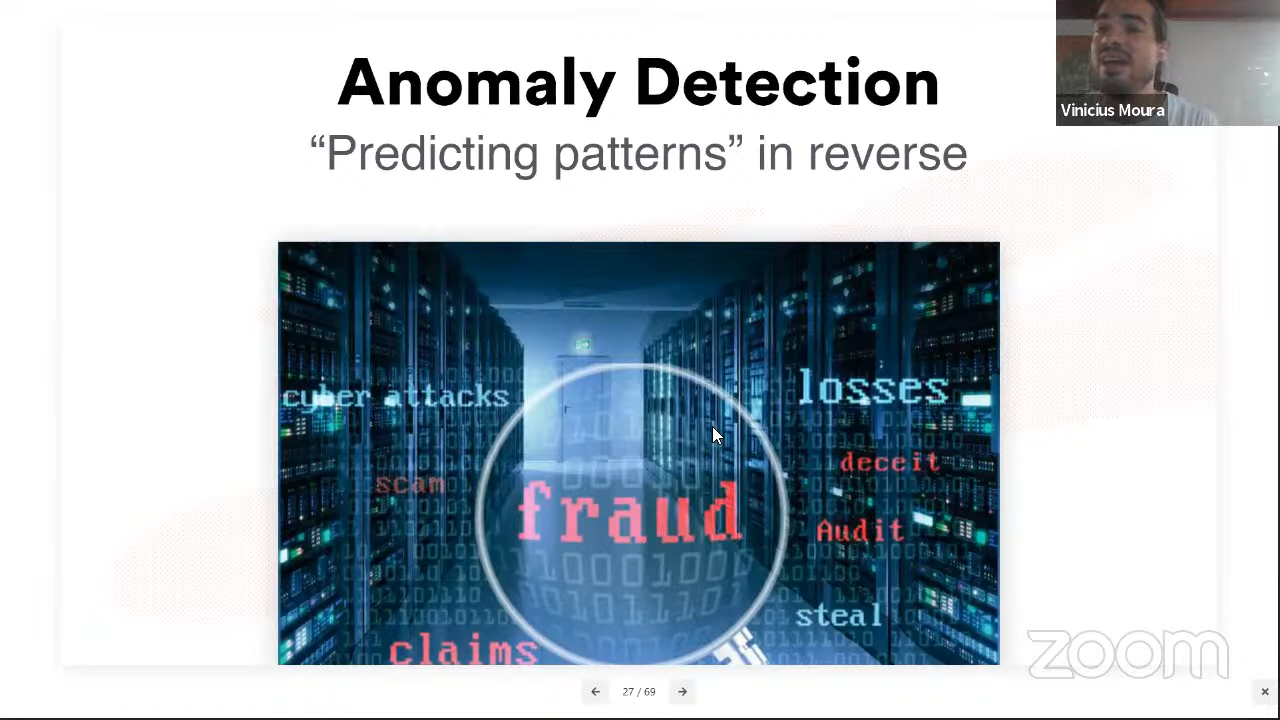 Anomaly Detection
“Predicting patterns” in reverse
Vinicius Moura
cyber attacks
losses
scam
deceit
fraud
Audit
steal
claims
zoom
27 / 69